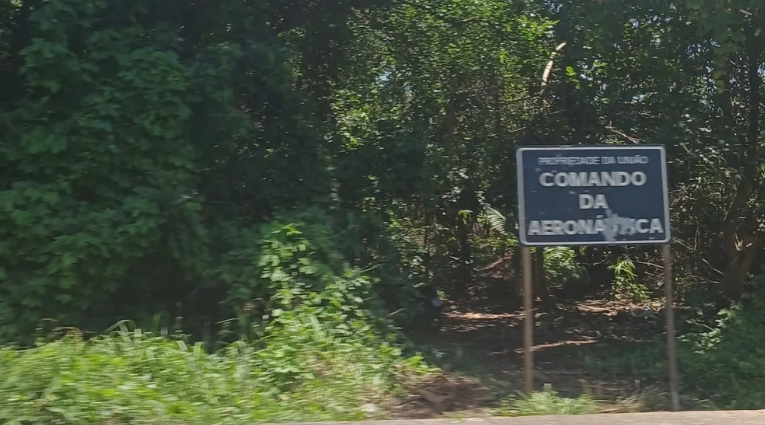 PROPRIEDADE DA UNIÃO
COMANDO
DA
AERONÁUTICA